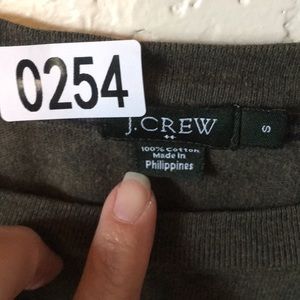 0254
J.CREW
S
100% Cotton
Made In
Philippines